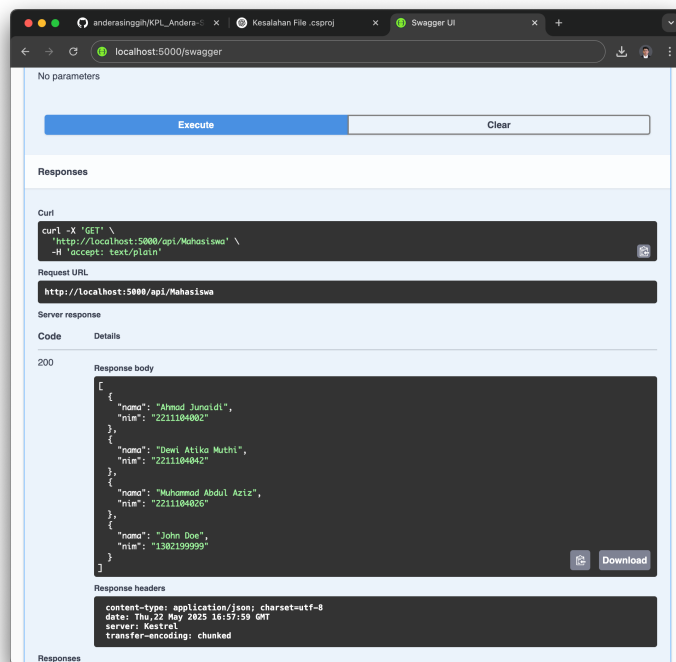 anderasinggih/KPL_Andera-S
Kesalahan File .csproj
Swagger UI
localhost:5000/swagger
No parameters
Execute
Clear
Responses
Curl
curl -X 'GET' \
'http://localhost:5000/api/Mahasiswa' \
-H 'accept: text/plain'
Request URL
http://localhost:5000/api/Mahasiswa
Server response
Code Details
200
Response body
[
{
"nama": "Ahmad Junaidi",
"nim": "2211104002"
},
{
"nama": "Dewi Atika Muthi",
"nim": "2211104042"
},
{
"nama": "Muhammad Abdul Aziz",
"nim": "2211104026"
},
{
"nama": "John Doe",
"nim": "1302199999"
}
]
Download
Response headers
content-type: application/json; charset=utf-8
date: Thu,22 May 2025 16:57:59 GMT
server: Kestrel
transfer-encoding: chunked
Responses